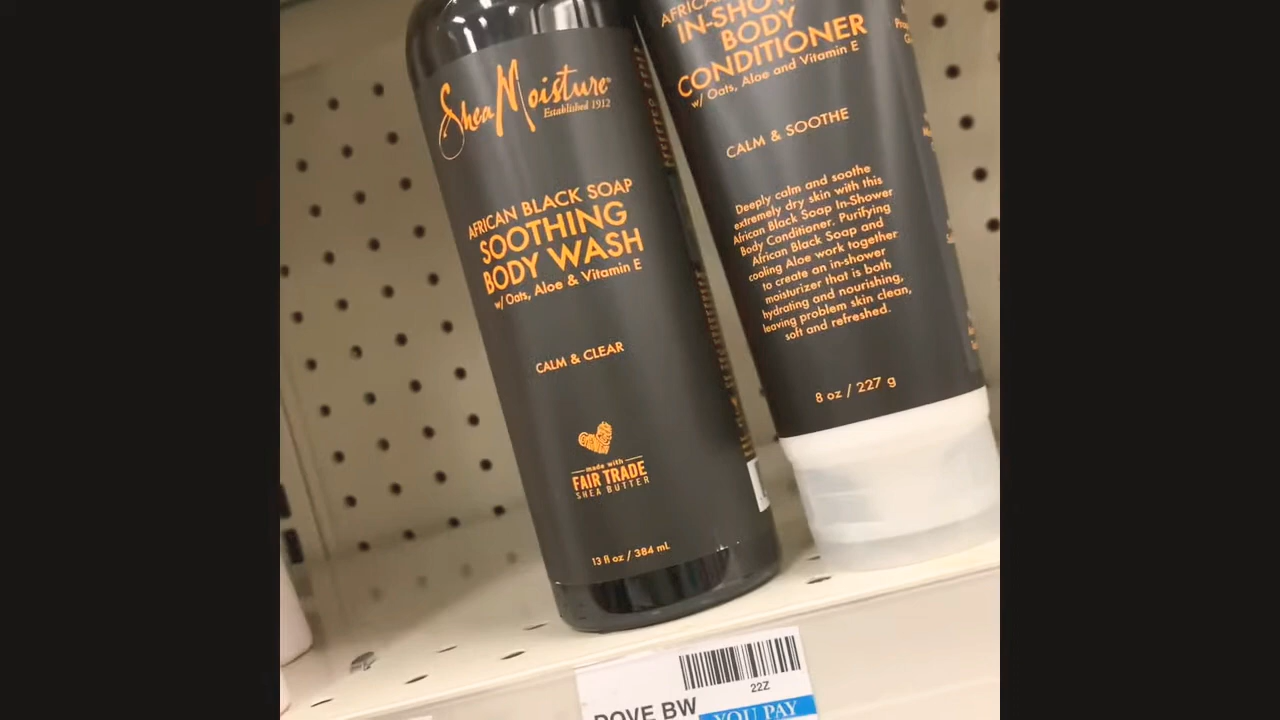 SheaMoisture
Established 1912
AFRICAN BLACK SOAP
SOOTHING
BODY WASH
w/ Oats, Aloe & Vitamin E
CALM & CLEAR
made with
FAIR TRADE
SHEA BUTTER
13 fl oz / 384 mL
IN-SHOWER
BODY
CONDITIONER
w/ Oats, Aloe and Vitamin E
CALM & SOOTHE
Deeply calm and soothe
extremely dry skin with this
African Black Soap In-Shower
Body Conditioner. Purifying
African Black Soap and
cooling Aloe work together
to create an in-shower
moisturizer that is both
hydrating and nourishing,
leaving problem skin clean,
soft and refreshed.
8 oz / 227 g
22Z
DOVE BW
YOU PAY